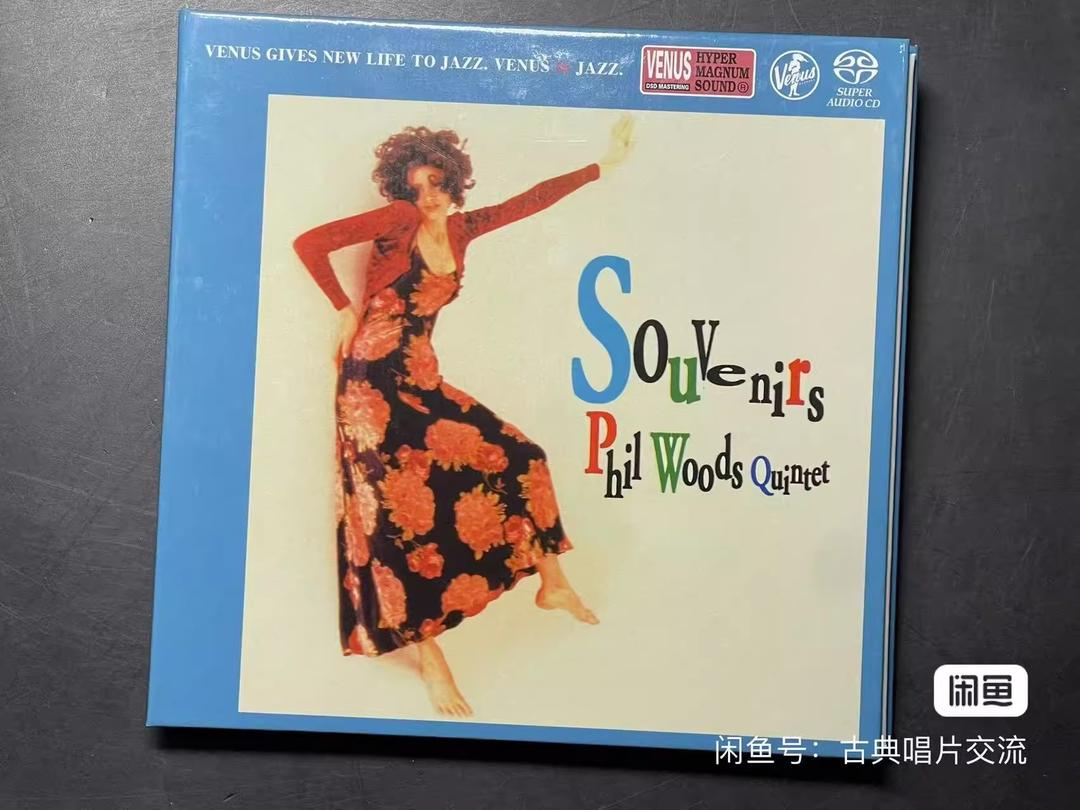 VENUS GIVES NEW LIFE TO JAZZ. VENUS IS JAZZ.
VENUS
DSD MASTERING
HYPER
MAGNUM
SOUND®
Venus
SUPER
AUDIO CD
Souvenirs
Phil Woods Quintet
闲鱼
闲鱼号：古典唱片交流